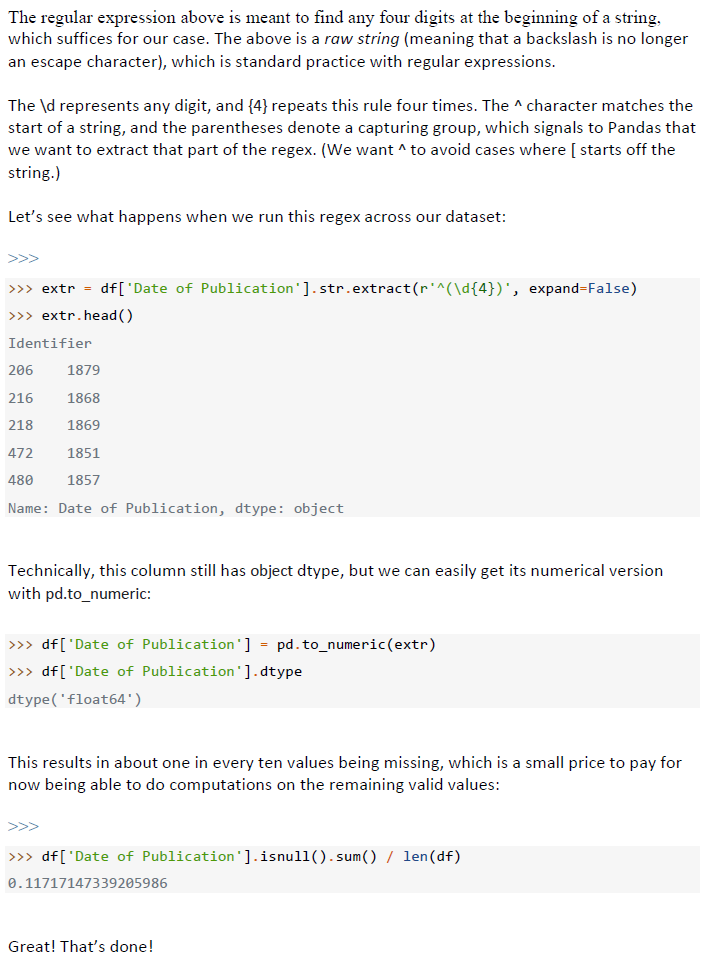 The regular expression above is meant to find any four digits at the beginning of a string,
which suffices for our case. The above is a raw string (meaning that a backslash is no longer
an escape character), which is standard practice with regular expressions.
The \d represents any digit, and {4} repeats this rule four times. The ^ character matches the
start of a string, and the parentheses denote a capturing group, which signals to Pandas that
we want to extract that part of the regex. (We want ^ to avoid cases where [ starts off the
string.)
Let’s see what happens when we run this regex across our dataset:
>>>
>>> extr = df['Date of Publication'].str.extract(r'^(\d{4})', expand=False)
>>> extr.head()
Identifier
206    1879
216    1868
218    1869
472    1851
480    1857
Name: Date of Publication, dtype: object
Technically, this column still has object dtype, but we can easily get its numerical version
with pd.to_numeric:
>>> df['Date of Publication'] = pd.to_numeric(extr)
>>> df['Date of Publication'].dtype
dtype('float64')
This results in about one in every ten values being missing, which is a small price to pay for
now being able to do computations on the remaining valid values:
>>>
>>> df['Date of Publication'].isnull().sum() / len(df)
0.11717147339205986
Great! That’s done!